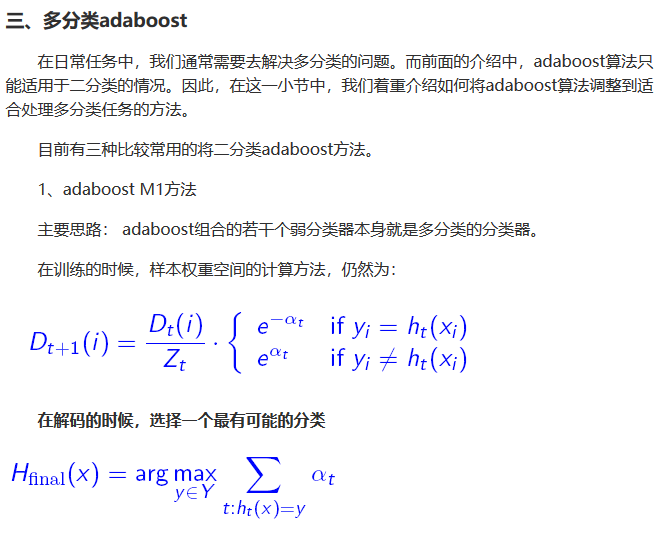 三、多分类adaboost
在日常任务中，我们通常需要去解决多分类的问题。而前面的介绍中，adaboost算法只
能适用于二分类的情况。因此，在这一小节中，我们着重介绍如何将adaboost算法调整到适
合处理多分类任务的方法。
目前有三种比较常用的将二分类adaboost方法。
1、adaboost M1方法
主要思路： adaboost组合的若干个弱分类器本身就是多分类的分类器。
在训练的时候，样本权重空间的计算方法，仍然为：
D_{t+1}(i) = \frac{D_t(i)}{Z_t} \cdot \begin{cases} e^{-\alpha_t} & \text{if } y_i = h_t(x_i) \\ e^{\alpha_t} & \text{if } y_i \neq h_t(x_i) \end{cases}
在解码的时候，选择一个最有可能的分类
H_{\text{final}}(x) = \arg\max_{y \in Y} \sum_{t:h_t(x)=y} \alpha_t